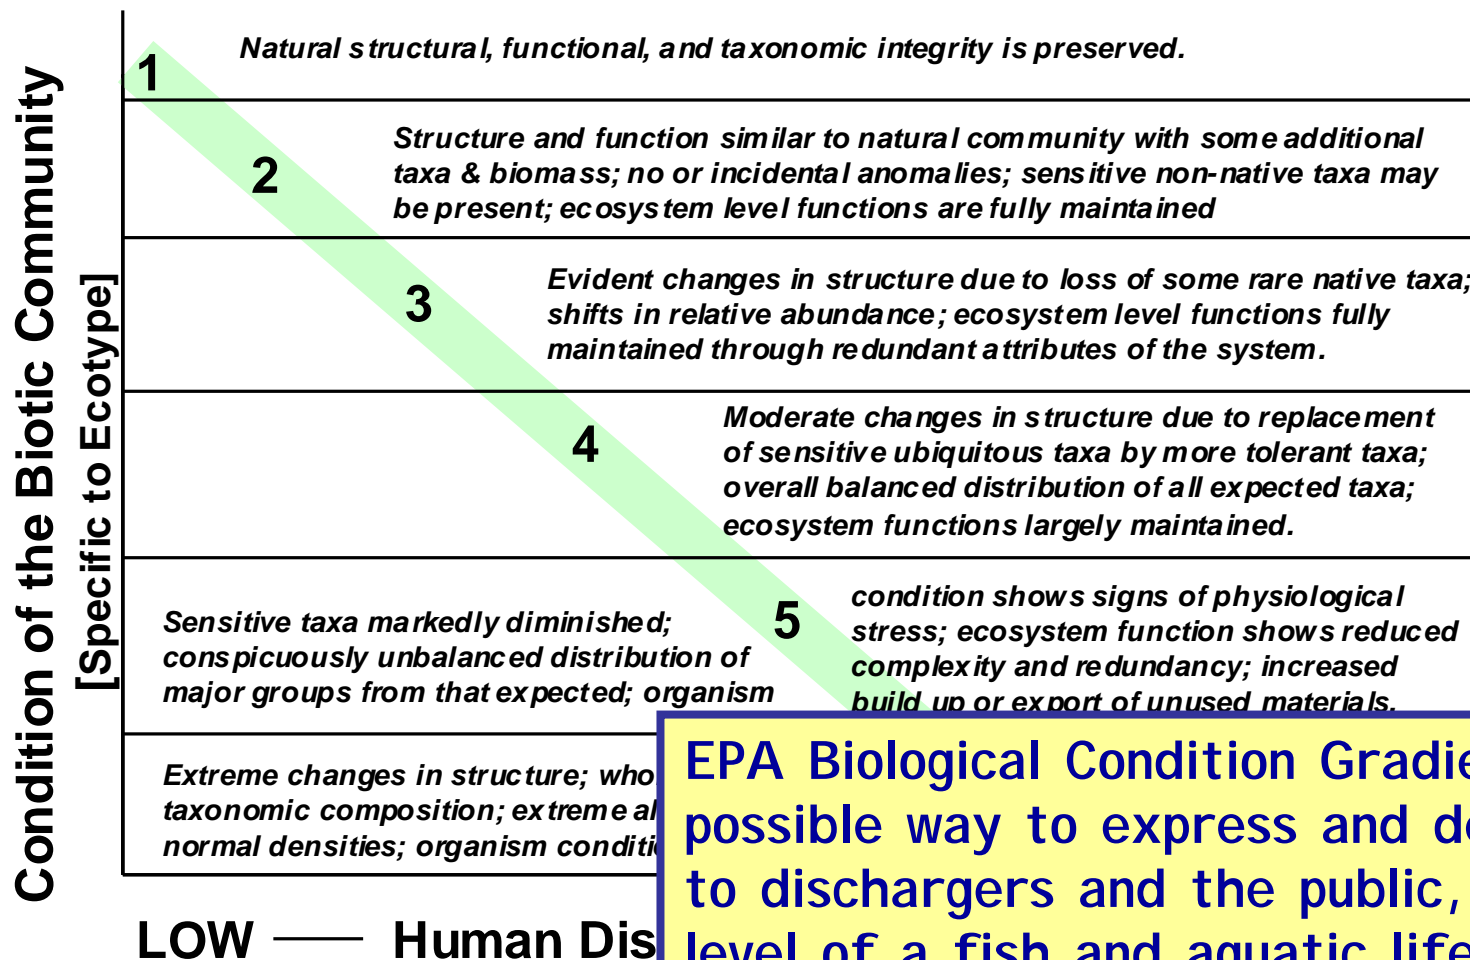 Condition of the Biotic Community
[Specific to Ecotype]
1
Natural structural, functional, and taxonomic integrity is preserved.
2
Structure and function similar to natural community with some additional
taxa & biomass; no or incidental anomalies; sensitive non-native taxa may
be present; ecosystem level functions are fully maintained
3
Evident changes in structure due to loss of some rare native taxa;
shifts in relative abundance; ecosystem level functions fully
maintained through redundant attributes of the system.
4
Moderate changes in structure due to replacement
of sensitive ubiquitous taxa by more tolerant taxa;
overall balanced distribution of all expected taxa;
ecosystem functions largely maintained.
Sensitive taxa markedly diminished;
conspicuously unbalanced distribution of
major groups from that expected; organism
5
condition shows signs of physiological
stress; ecosystem function shows reduced
complexity and redundancy; increased
build up or export of unused materials.
Extreme changes in structure; who
taxonomic composition; extreme al
normal densities; organism conditi
EPA Biological Condition Gradie
possible way to express and de
to dischargers and the public,
level of a fish and aquatic life
LOW Human Dis